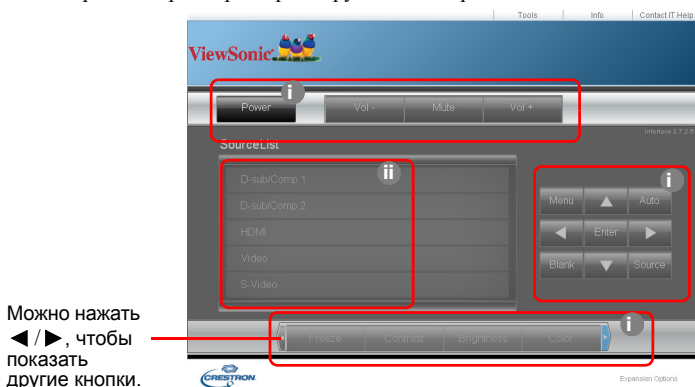 Tools Info Contact IT Help
ViewSonic
i
Power Vol - Mute Vol +
Interface 2.7.2.6
SourceList
ii
D-sub/Comp.1
D-sub/Comp.2
HDMI
Video
S-Video
i
Menu ▲ Auto
◀ Enter ▶
Blank ▼ Source
Можно нажать
◀ / ▶, чтобы
показать
другие кнопки.
i
Freeze Contrast Brightness Color
CRESTRON
Expansion Options